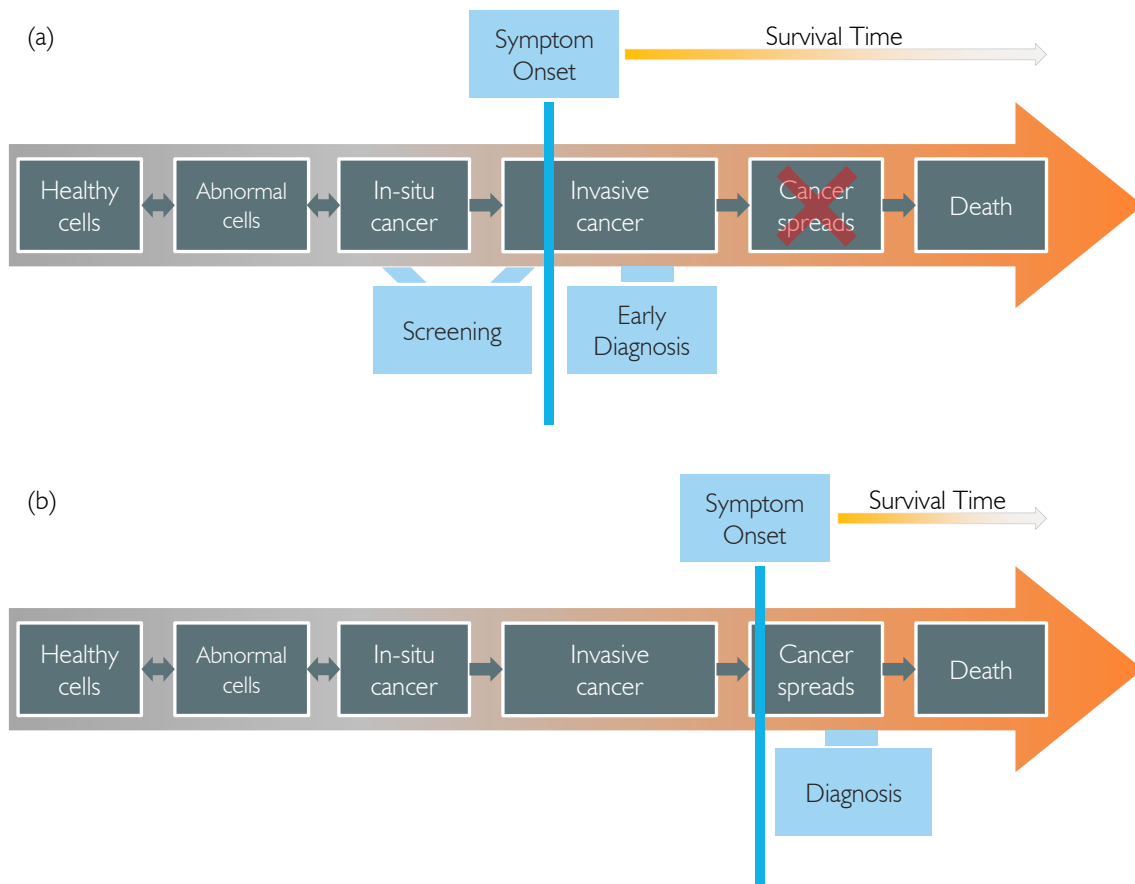 (a)
Symptom
Onset
Survival Time
Healthy
cells
Abnormal
cells
In-situ
cancer
Invasive
cancer
Cancer
spreads
Death
Screening
Early
Diagnosis
(b)
Symptom
Onset
Survival Time
Healthy
cells
Abnormal
cells
In-situ
cancer
Invasive
cancer
Cancer
spreads
Death
Diagnosis